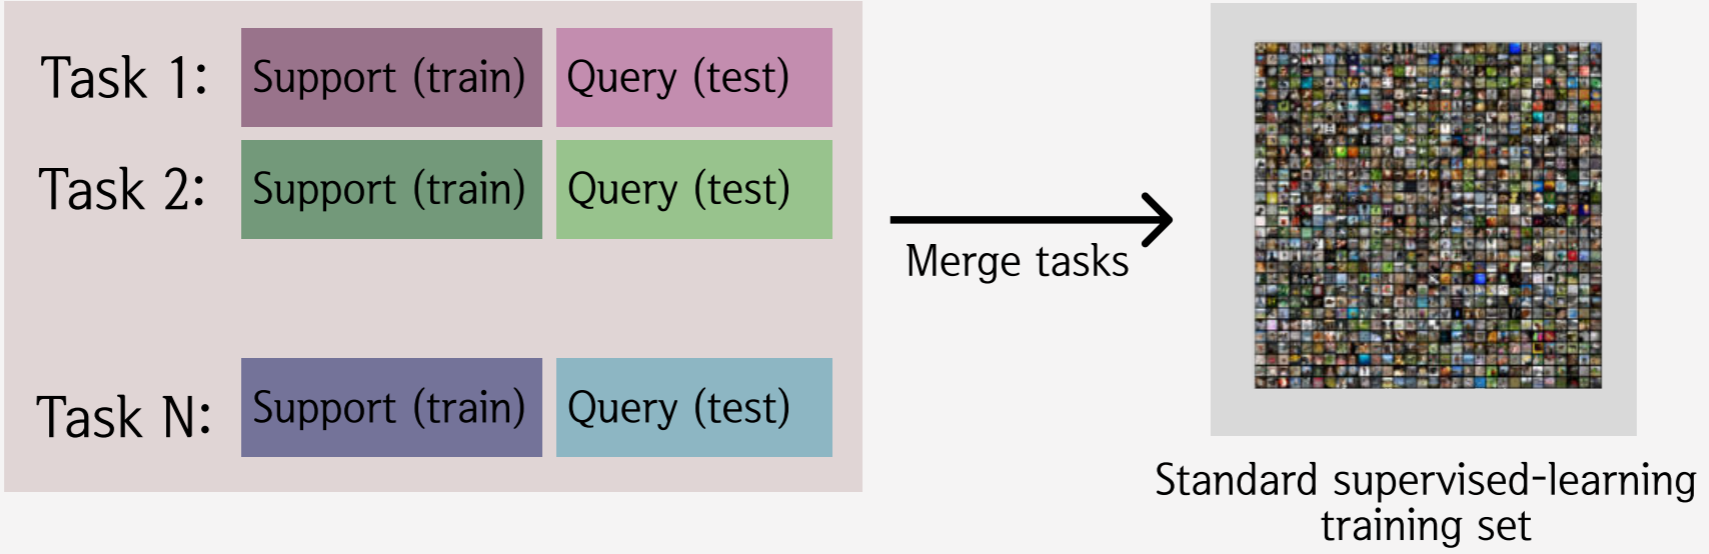 Task 1: Support (train) Query (test)
Task 2: Support (train) Query (test)
Merge tasks
Task N: Support (train) Query (test)
Standard supervised-learning
training set